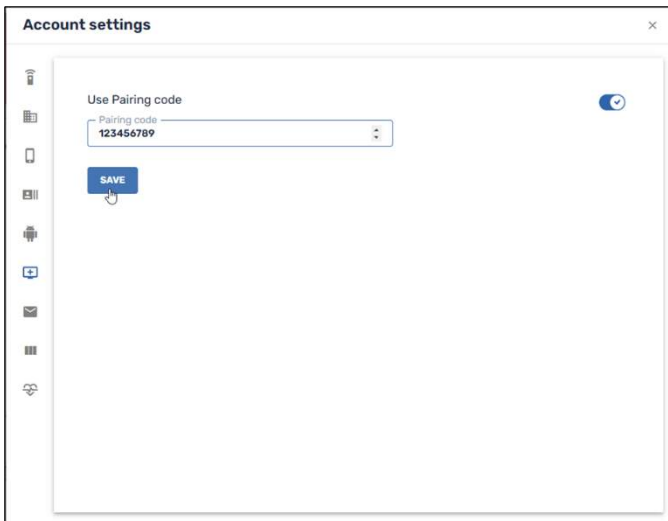 Account settings
Use Pairing code
Pairing code
123456789
SAVE